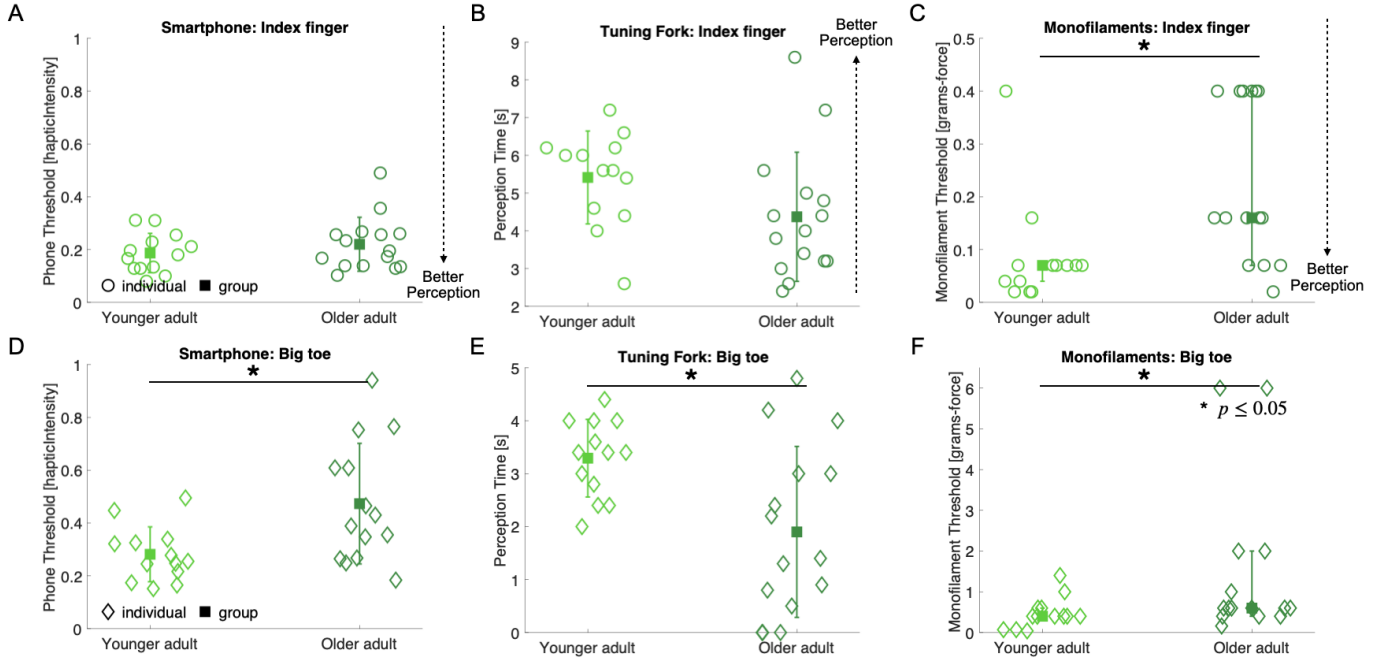 A
Smartphone: Index finger
Phone Threshold [hapticIntensity]
1
0.8
0.6
0.4
0.2
0
individual
group
Younger adult
Older adult
Better
Perception
B
Tuning Fork: Index finger
Perception Time [s]
9
8
7
6
5
4
3
2
Younger adult
Older adult
Better
Perception
C
Monofilaments: Index finger
*
Monofilament Threshold [grams-force]
0.5
0.4
0.3
0.2
0.1
0
Younger adult
Older adult
Better
Perception
D
Smartphone: Big toe
*
Phone Threshold [hapticIntensity]
1
0.8
0.6
0.4
0.2
0
individual
group
Younger adult
Older adult
E
Tuning Fork: Big toe
*
Perception Time [s]
5
4
3
2
1
0
Younger adult
Older adult
F
Monofilaments: Big toe
*
* p ≤ 0.05
Monofilament Threshold [grams-force]
6
5
4
3
2
1
0
Younger adult
Older adult